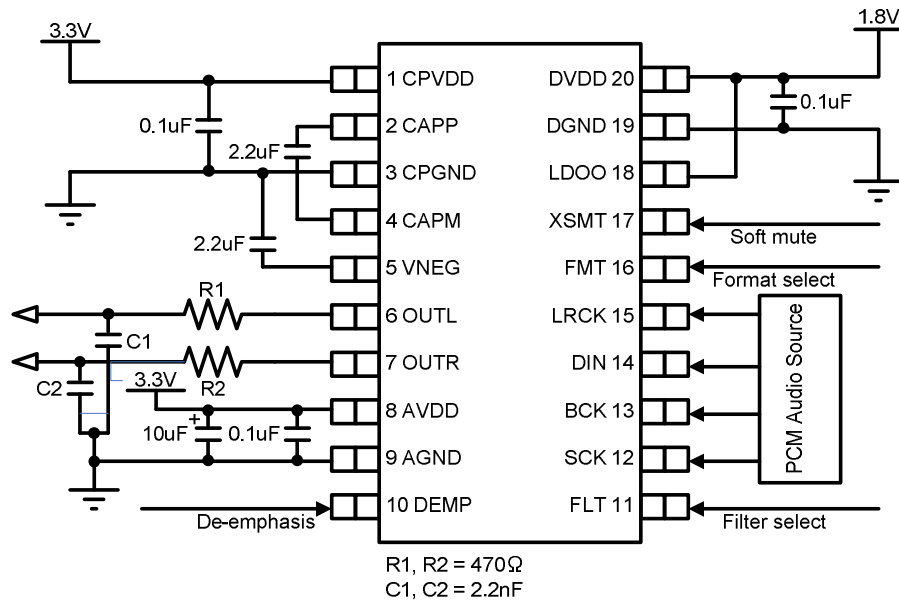 3.3V
1.8V
1 CPVDD
DVDD 20
0.1uF
0.1uF
2 CAPP
DGND 19
2.2uF
3 CPGND
LDOO 18
4 CAPM
XSMT 17
Soft mute
2.2uF
5 VNEG
FMT 16
Format select
R1
6 OUTL
LRCK 15
C1
PCM Audio Source
7 OUTR
DIN 14
R2
C2
3.3V
8 AVDD
BCK 13
+
10uF
0.1uF
9 AGND
SCK 12
10 DEMP
FLT 11
De-emphasis
Filter select
R1, R2 = 470Ω
C1, C2 = 2.2nF